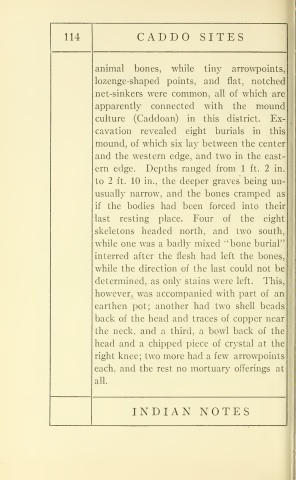 114
CADDO SITES
animal bones, while tiny arrowpoints,
lozenge-shaped points, and flat, notched
net-sinkers were common, all of which are
apparently connected with the mound
culture (Caddoan) in this district. Ex-
cavation revealed eight burials in this
mound, of which six lay between the center
and the western edge, and two in the east-
ern edge. Depths ranged from 1 ft. 2 in.
to 2 ft. 10 in., the deeper graves being un-
usually narrow, and the bones cramped as
if the bodies had been forced into their
last resting place. Four of the eight
skeletons headed north, and two south,
while one was a badly mixed "bone burial"
interred after the flesh had left the bones,
while the direction of the last could not be
determined, as only stains were left. This,
however, was accompanied with part of an
earthen pot; another had two shell beads
back of the head and traces of copper near
the neck, and a third, a bowl back of the
head and a chipped piece of crystal at the
right knee; two more had a few arrowpoints
each, and the rest no mortuary offerings at
all.
INDIAN NOTES